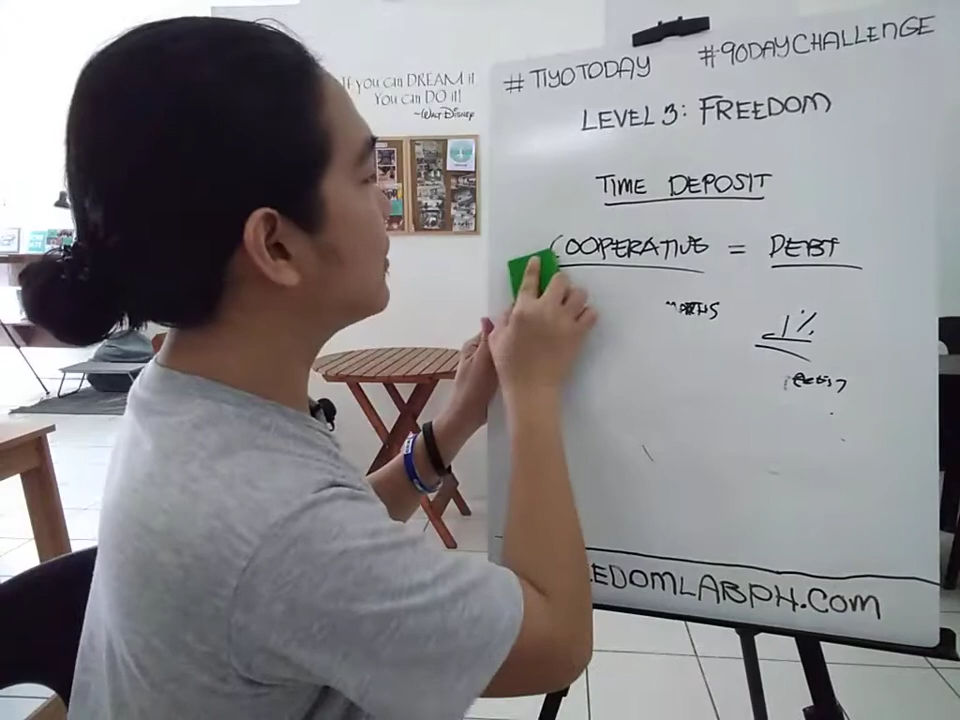 If you can DREAM it
You can DO it!
~Walt Disney
# TIYOTODAY
#90DAYCHALLENGE
LEVEL 3: FREEDOM
TIME DEPOSIT
COOPERATIVE = DEBT
1%
EEDOMLABPH.COM